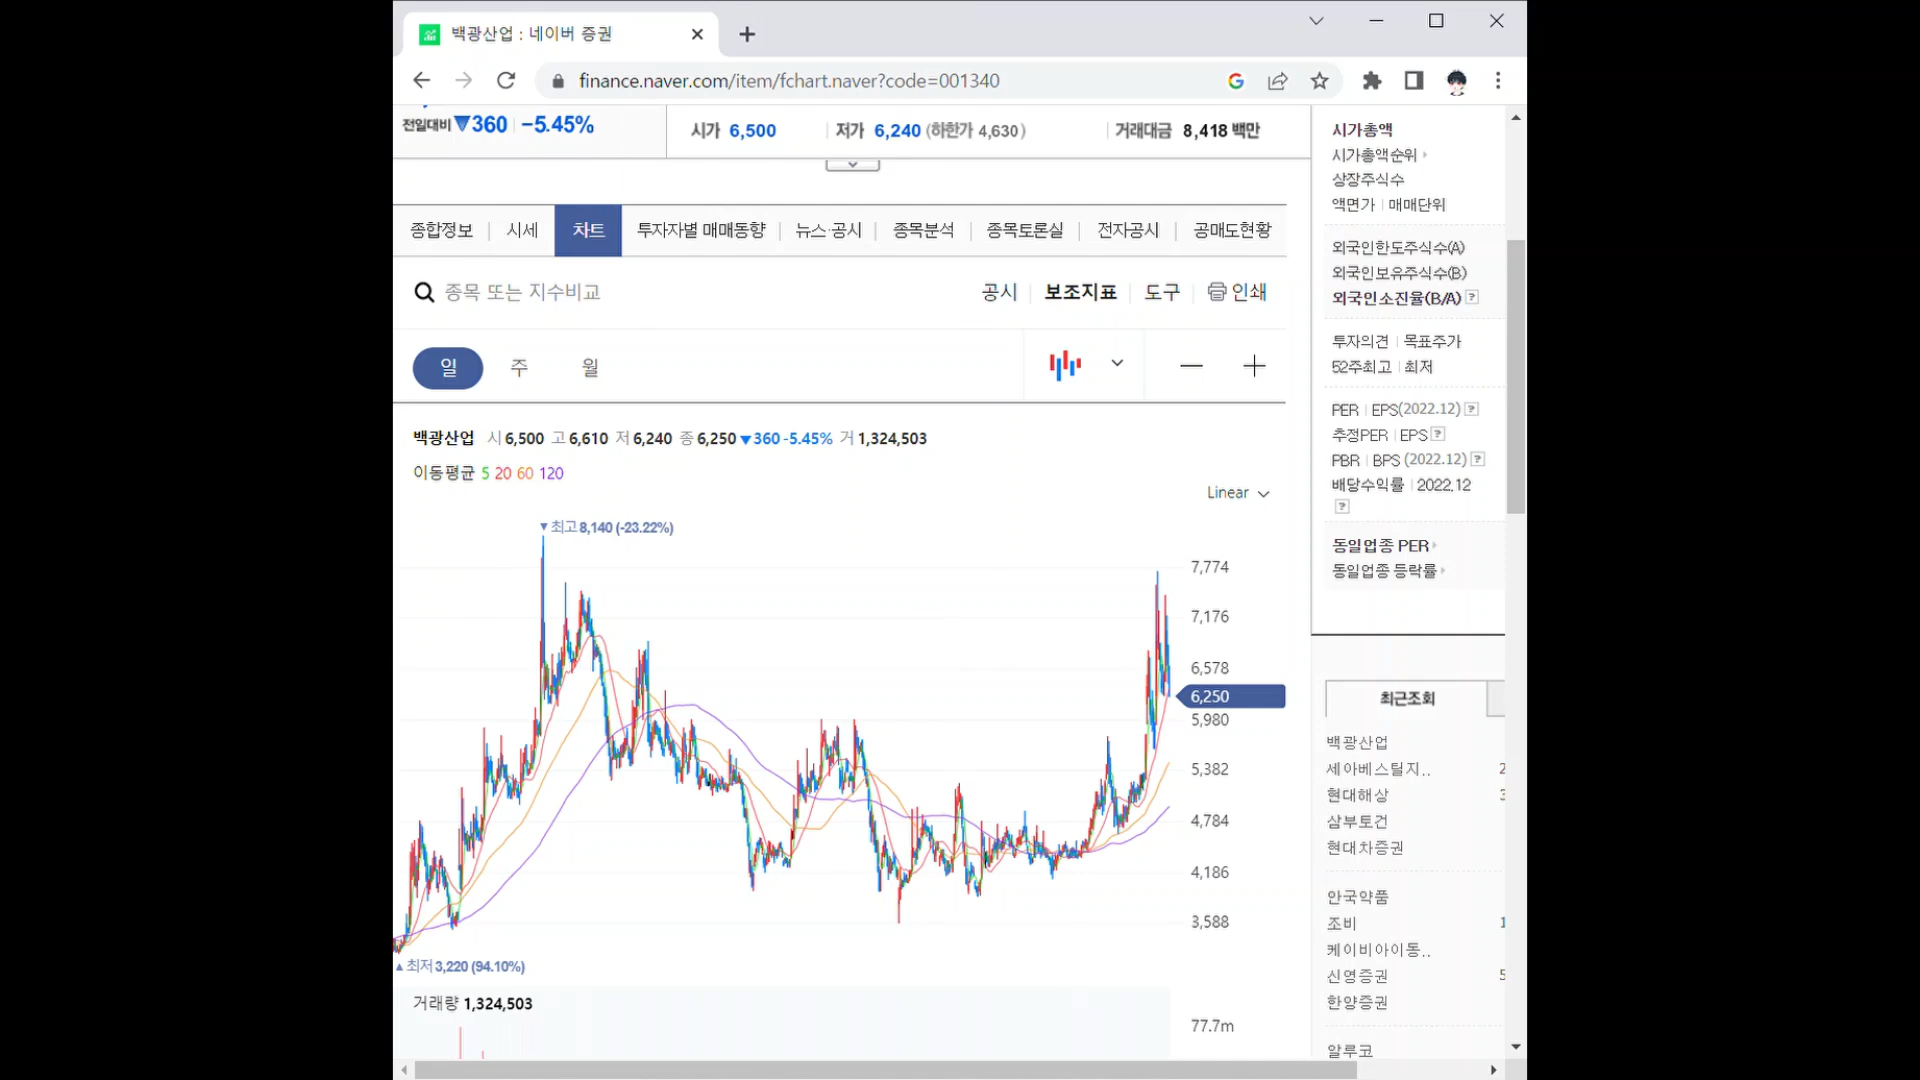 백광산업 : 네이버 증권
finance.naver.com/item/fchart.naver?code=001340
전일대비 ▼360 -5.45%
시가 6,500 저가 6,240 (하한가 4,630) 거래대금 8,418 백만
종합정보 시세 차트 투자자별 매매동향 뉴스·공시 종목분석 종목토론실 전자공시 공매도현황
종목 또는 지수비교 공시 보조지표 도구 인쇄
일 주 월
백광산업 시 6,500 고 6,610 저 6,240 종 6,250 ▼360 -5.45% 거 1,324,503
이동평균 5 20 60 120
Linear
▼최고 8,140 (-23.22%)
7,774
7,176
6,578
6,250
5,980
5,382
4,784
4,186
3,588
▲최저 3,220 (94.10%)
거래량 1,324,503
77.7m
시가총액
시가총액순위
상장주식수
액면가 매매단위
외국인한도주식수(A)
외국인보유주식수(B)
외국인소진율(B/A) ?
투자의견 목표주가
52주최고 최저
PER EPS(2022.12) ?
추정PER EPS ?
PBR BPS (2022.12) ?
배당수익률 2022.12
?
동일업종 PER
동일업종 등락률
최근조회
백광산업
세아베스틸지.. 2
현대해상 3
삼부토건
현대차증권
안국약품
조비 1
케이비아이동..
신영증권 5
한양증권
알루코